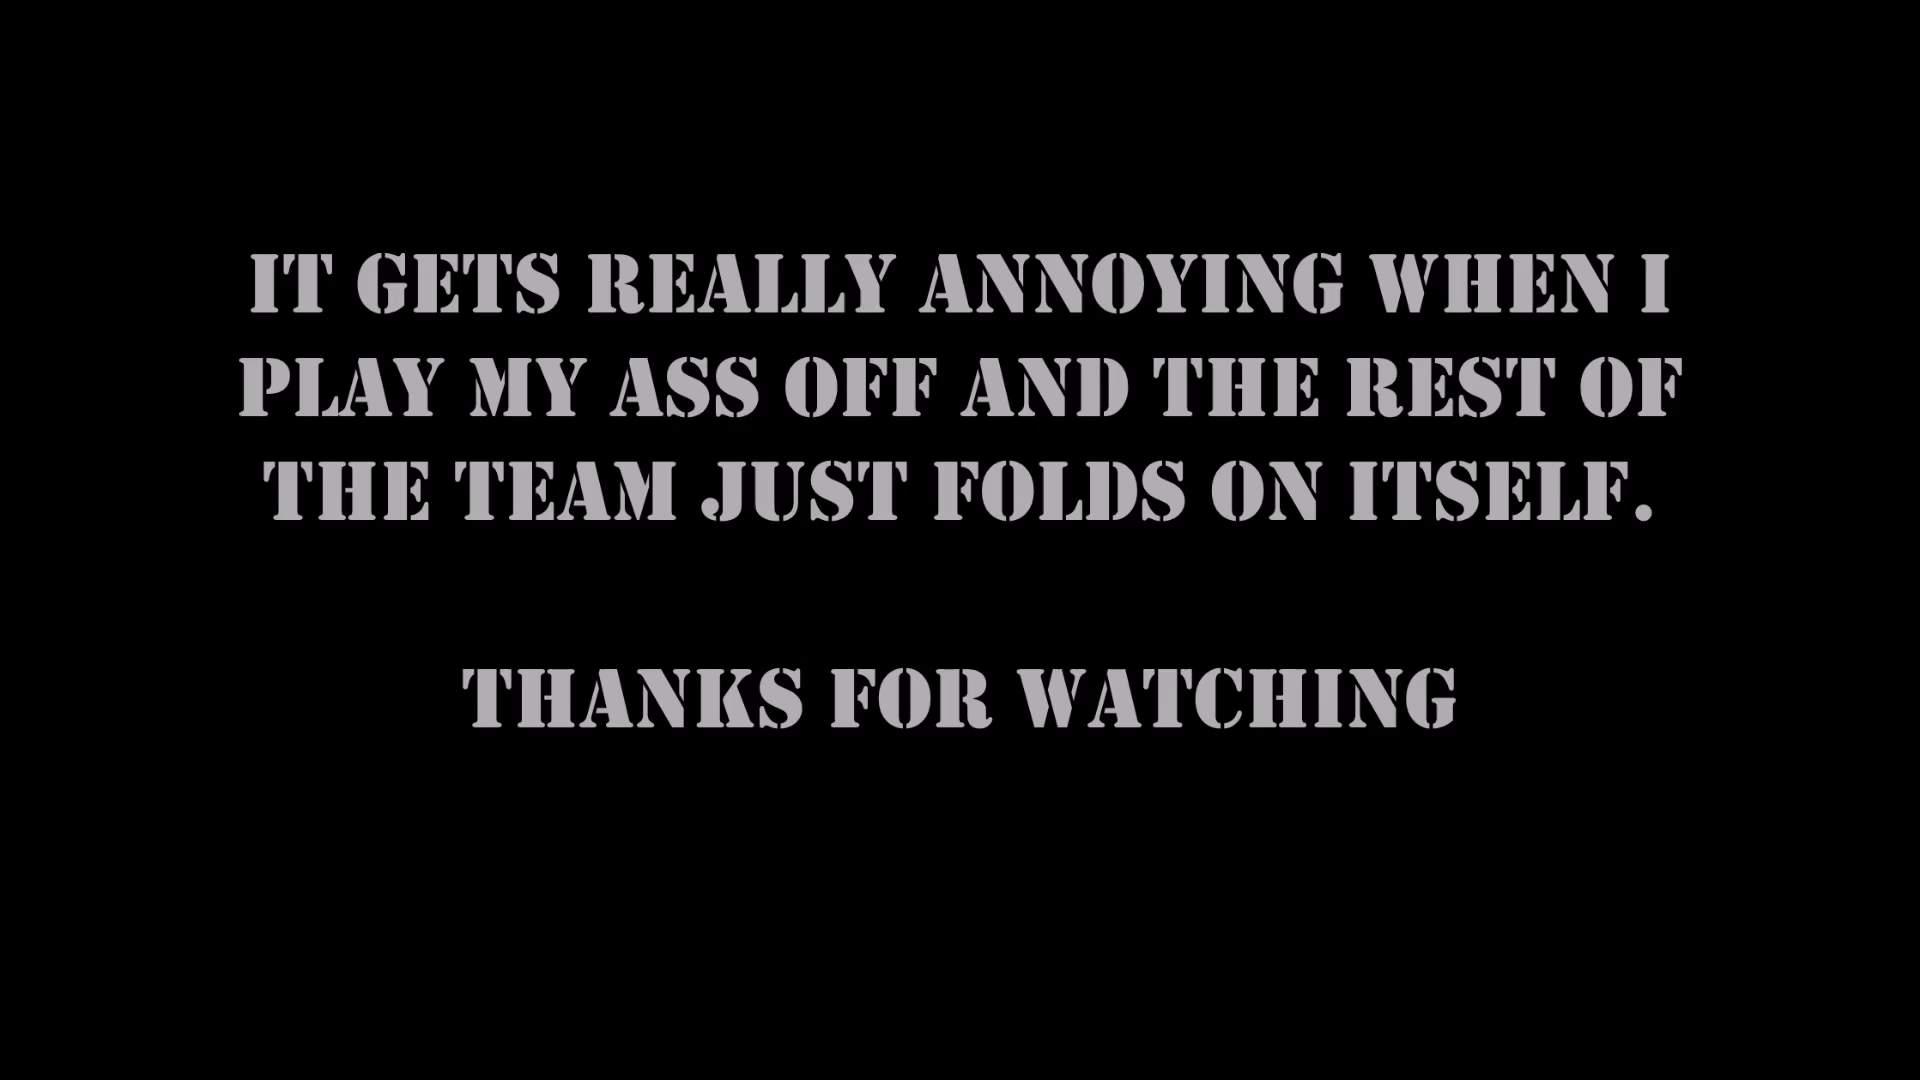 IT GETS REALLY ANNOYING WHEN I
PLAY MY ASS OFF AND THE REST OF
THE TEAM JUST FOLDS ON ITSELF.
THANKS FOR WATCHING